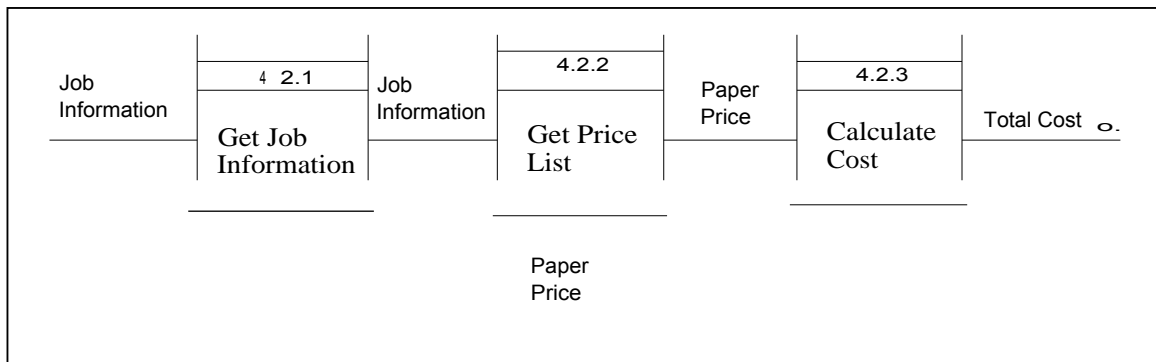 Job
Information
4 2.1
Get Job
Information
Job
Information
4.2.2
Get Price
List
Paper
Price
4.2.3
Calculate
Cost
Total Cost o.
Paper
Price